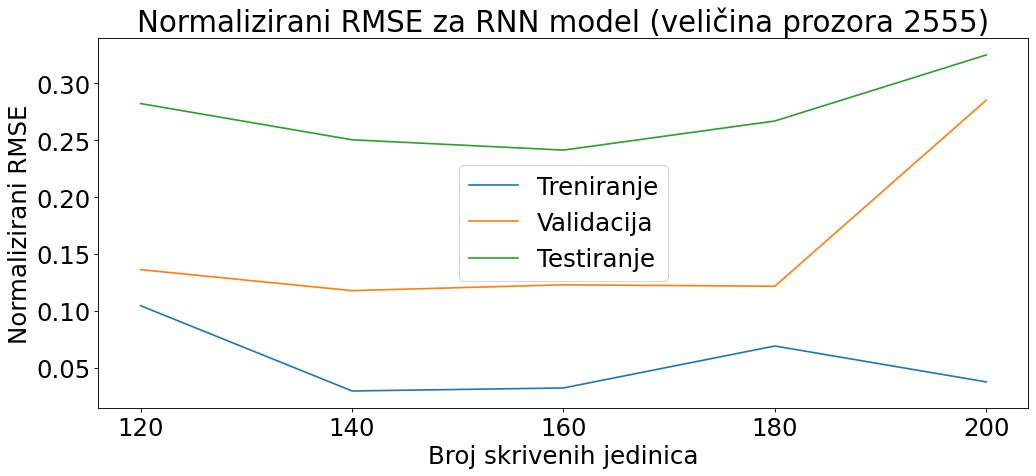 Normalizirani RMSE za RNN model (veličina prozora 2555)
Normalizirani RMSE
0.30
0.25
0.20
0.15
0.10
0.05
Treniranje
Validacija
Testiranje
120 140 160 180 200
Broj skrivenih jedinica